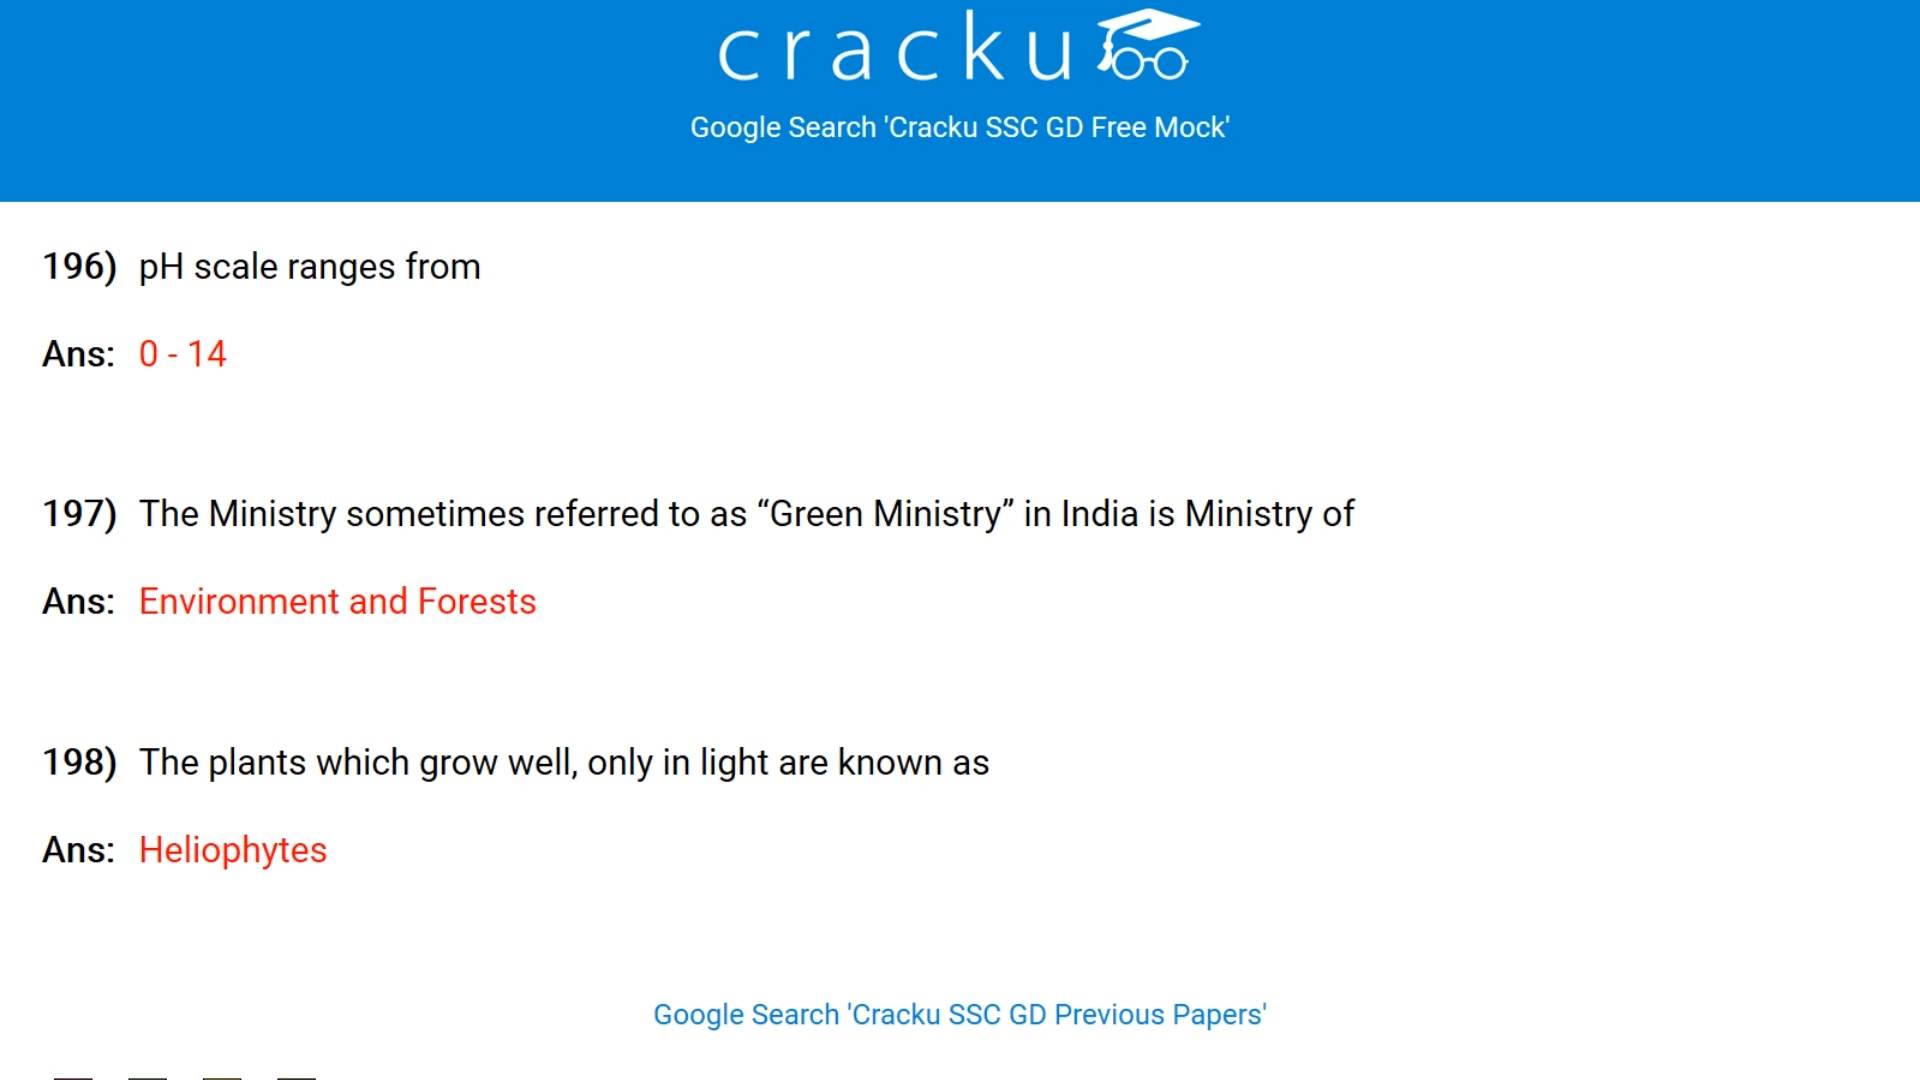 cracku
Google Search 'Cracku SSC GD Free Mock'
196) pH scale ranges from
Ans: 0 - 14
197) The Ministry sometimes referred to as “Green Ministry” in India is Ministry of
Ans: Environment and Forests
198) The plants which grow well, only in light are known as
Ans: Heliophytes
Google Search 'Cracku SSC GD Previous Papers'